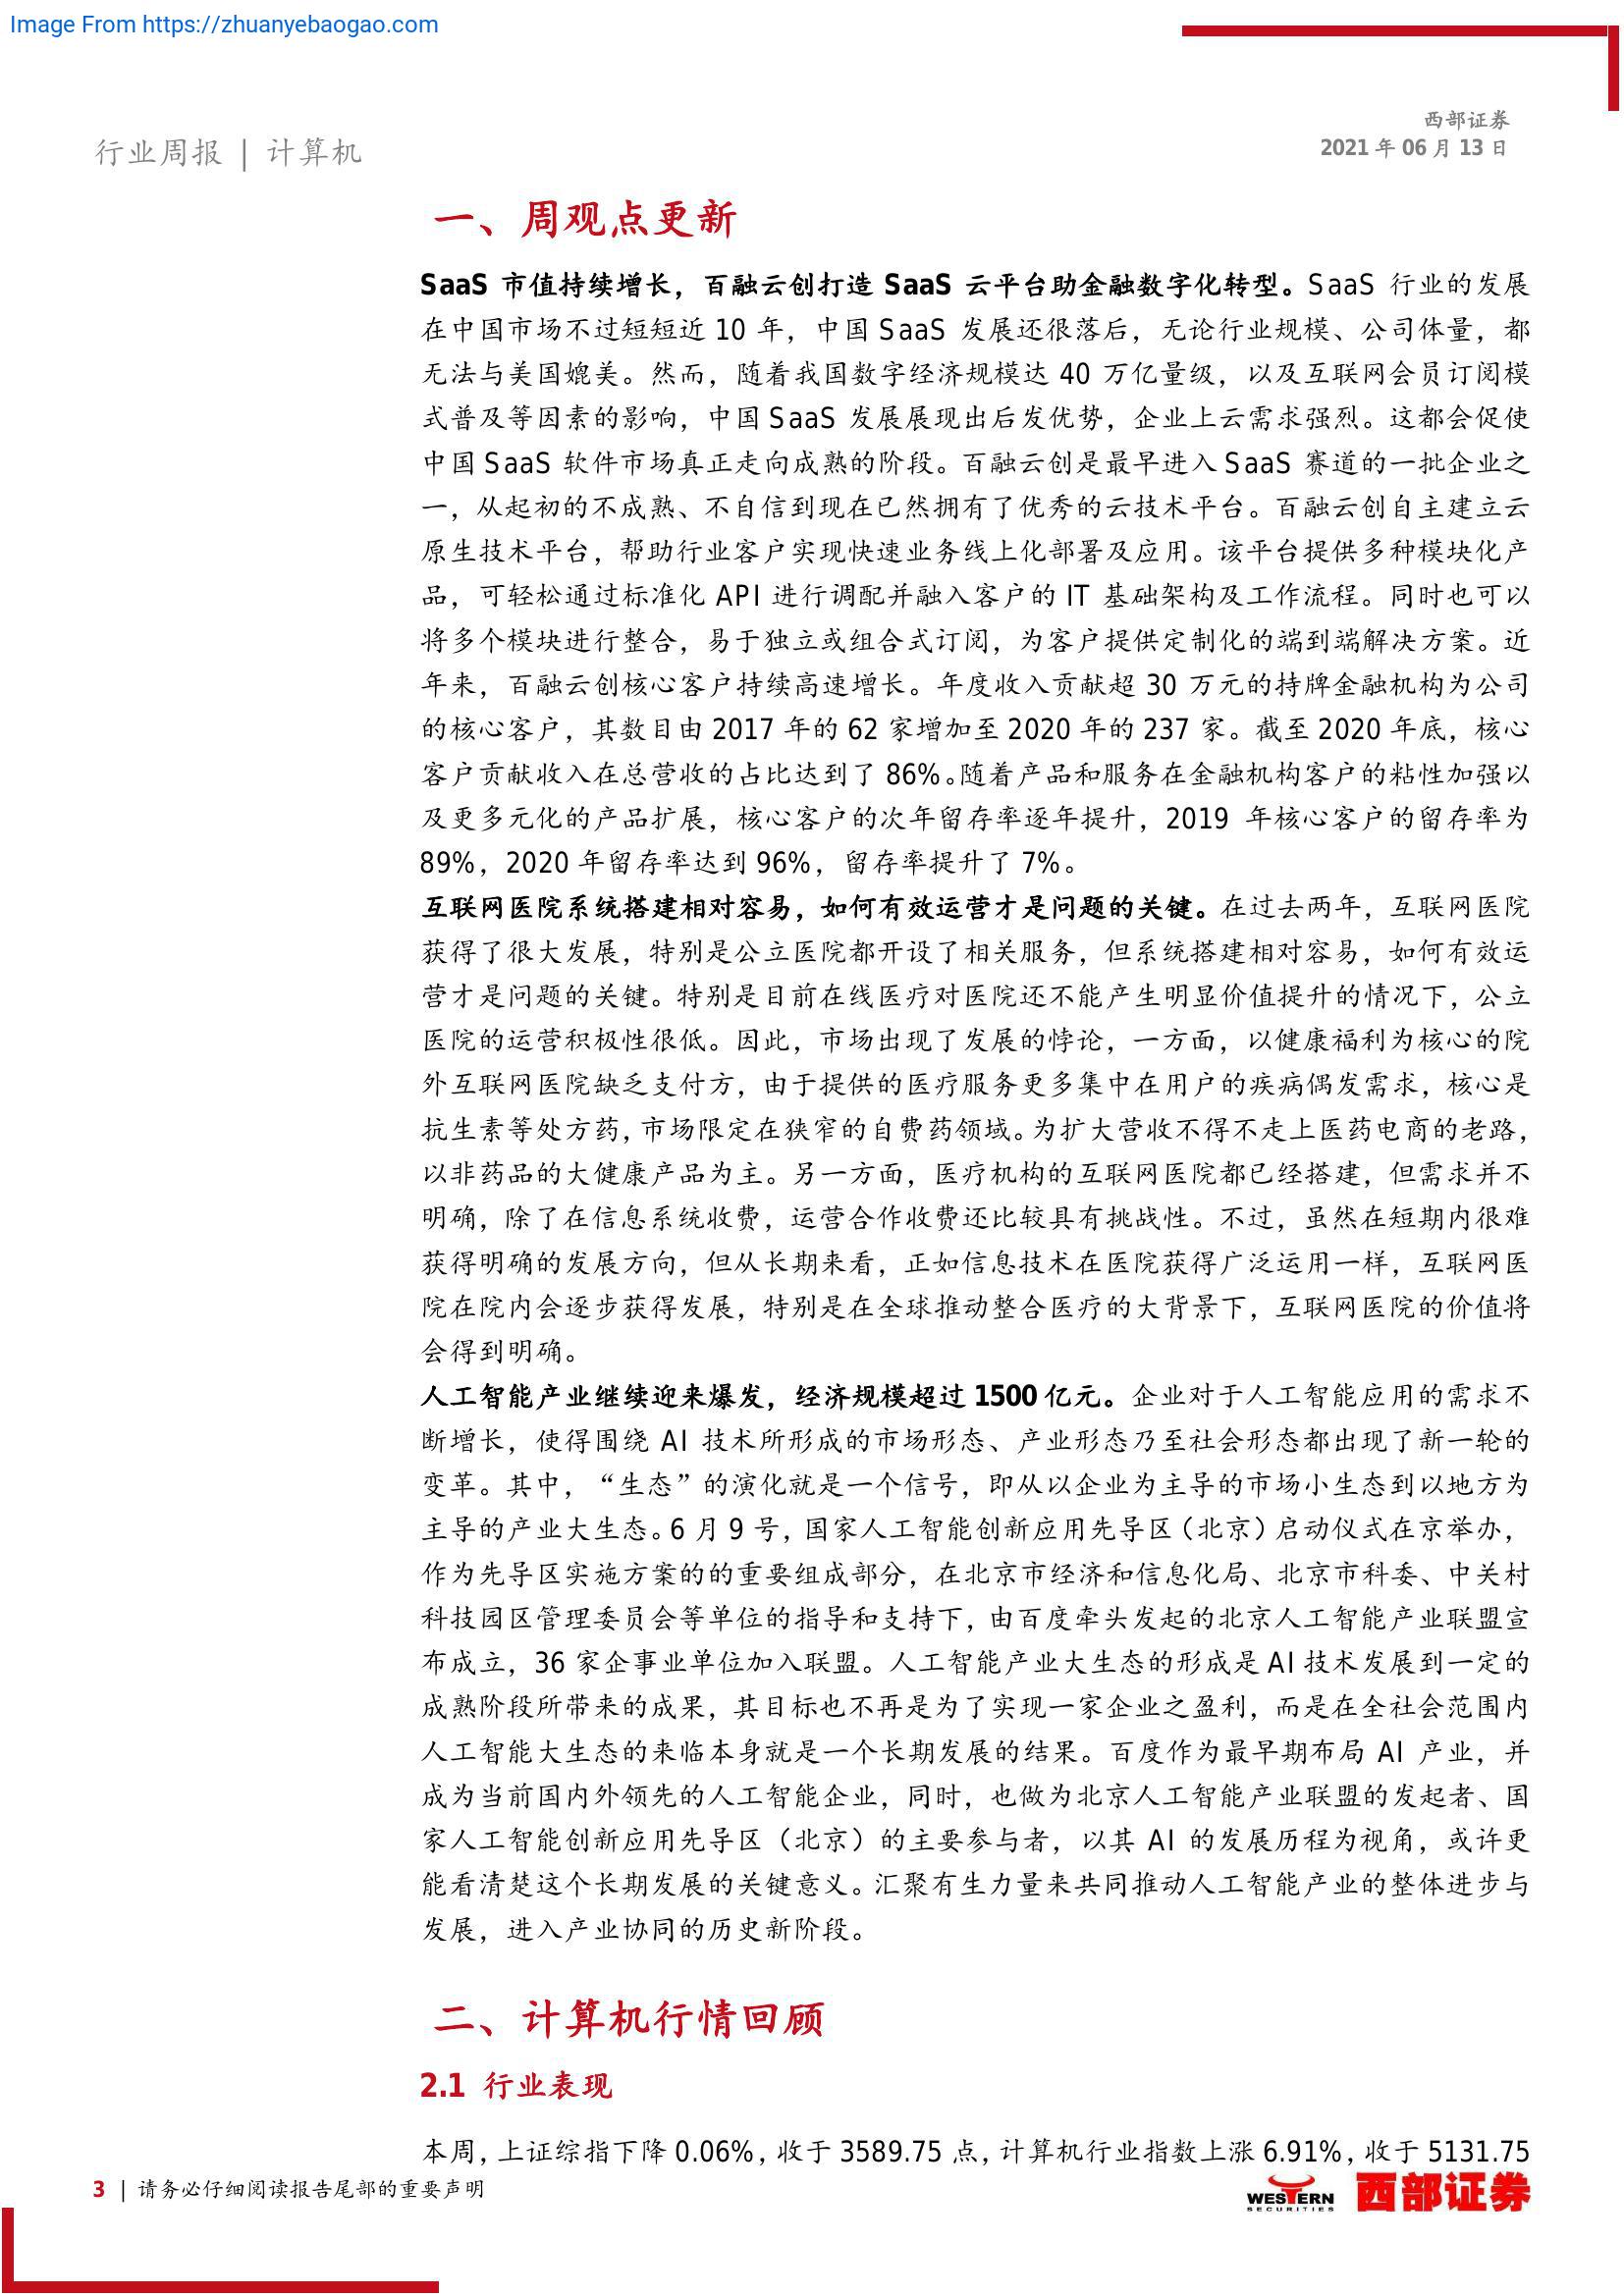 Image From https://zhuanyebaogao.com
西部证券
行业周报 | 计算机
2021 年 06 月 13 日
一、周观点更新
SaaS 市值持续增长，百融云创打造 SaaS 云平台助金融数字化转型。SaaS 行业的发展
在中国市场不过短短近 10 年，中国 SaaS 发展还很落后，无论行业规模、公司体量，都
无法与美国媲美。然而，随着我国数字经济规模达 40 万亿量级，以及互联网会员订阅模
式普及等因素的影响，中国 SaaS 发展展现出后发优势，企业上云需求强烈。这都会促使
中国 SaaS 软件市场真正走向成熟的阶段。百融云创是最早进入 SaaS 赛道的一批企业之
一，从起初的不成熟、不自信到现在已然拥有了优秀的云技术平台。百融云创自主建立云
原生技术平台，帮助行业客户实现快速业务线上化部署及应用。该平台提供多种模块化产
品，可轻松通过标准化 API 进行调配并融入客户的 IT 基础架构及工作流程。同时也可以
将多个模块进行整合，易于独立或组合式订阅，为客户提供定制化的端到端解决方案。近
年来，百融云创核心客户持续高速增长。年度收入贡献超 30 万元的持牌金融机构为公司
的核心客户，其数目由 2017 年的 62 家增加至 2020 年的 237 家。截至 2020 年底，核心
客户贡献收入在总营收的占比达到了 86%。随着产品和服务在金融机构客户的粘性加强以
及更多元化的产品扩展，核心客户的次年留存率逐年提升，2019 年核心客户的留存率为
89%，2020 年留存率达到 96%，留存率提升了 7%。
互联网医院系统搭建相对容易，如何有效运营才是问题的关键。在过去两年，互联网医院
获得了很大发展，特别是公立医院都开设了相关服务，但系统搭建相对容易，如何有效运
营才是问题的关键。特别是目前在线医疗对医院还不能产生明显价值提升的情况下，公立
医院的运营积极性很低。因此，市场出现了发展的悖论，一方面，以健康福利为核心的院
外互联网医院缺乏支付方，由于提供的医疗服务更多集中在用户的疾病偶发需求，核心是
抗生素等处方药，市场限定在狭窄的自费药领域。为扩大营收不得不走上医药电商的老路，
以非药品的大健康产品为主。另一方面，医疗机构的互联网医院都已经搭建，但需求并不
明确，除了在信息系统收费，运营合作收费还比较具有挑战性。不过，虽然在短期内很难
获得明确的发展方向，但从长期来看，正如信息技术在医院获得广泛运用一样，互联网医
院在院内会逐步获得发展，特别是在全球推动整合医疗的大背景下，互联网医院的价值将
会得到明确。
人工智能产业继续迎来爆发，经济规模超过 1500 亿元。企业对于人工智能应用的需求不
断增长，使得围绕 AI 技术所形成的市场形态、产业形态乃至社会形态都出现了新一轮的
变革。其中，“生态”的演化就是一个信号，即从以企业为主导的市场小生态到以地方为
主导的产业大生态。6 月 9 号，国家人工智能创新应用先导区（北京）启动仪式在京举办，
作为先导区实施方案的的重要组成部分，在北京市经济和信息化局、北京市科委、中关村
科技园区管理委员会等单位的指导和支持下，由百度牵头发起的北京人工智能产业联盟宣
布成立，36 家企事业单位加入联盟。人工智能产业大生态的形成是 AI 技术发展到一定的
成熟阶段所带来的成果，其目标也不再是为了实现一家企业之盈利，而是在全社会范围内
人工智能大生态的来临本身就是一个长期发展的结果。百度作为最早期布局 AI 产业，并
成为当前国内外领先的人工智能企业，同时，也做为北京人工智能产业联盟的发起者、国
家人工智能创新应用先导区（北京）的主要参与者，以其 AI 的发展历程为视角，或许更
能看清楚这个长期发展的关键意义。汇聚有生力量来共同推动人工智能产业的整体进步与
发展，进入产业协同的历史新阶段。
二、计算机行情回顾
2.1 行业表现
本周，上证综指下降 0.06%，收于 3589.75 点，计算机行业指数上涨 6.91%，收于 5131.75
3 | 请务必仔细阅读报告尾部的重要声明
WESTERN
SECURITIES
西部证券